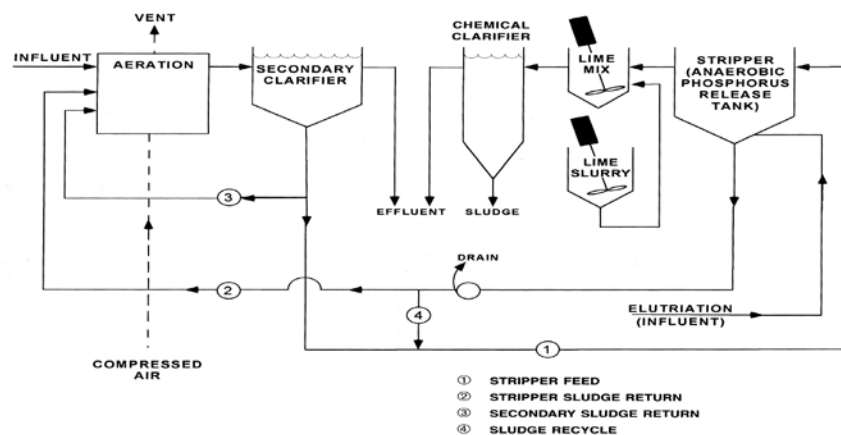 VENT
INFLUENT
AERATION
SECONDARY
CLARIFIER
CHEMICAL
CLARIFIER
LIME
MIX
STRIPPER
(ANAEROBIC
PHOSPHORUS
RELEASE
TANK)
LIME
SLURRY
3
EFFLUENT
SLUDGE
DRAIN
2
4
ELUTRIATION
(INFLUENT)
1
COMPRESSED
AIR
① STRIPPER FEED
② STRIPPER SLUDGE RETURN
③ SECONDARY SLUDGE RETURN
④ SLUDGE RECYCLE